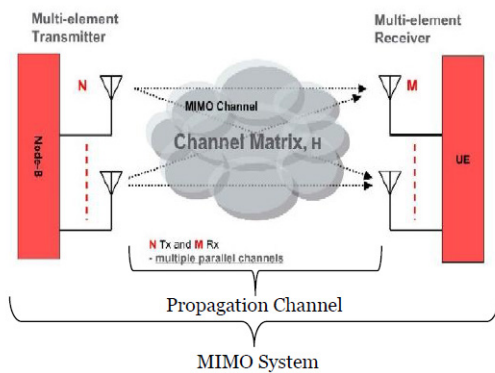 Multi-element
Transmitter
Multi-element
Receiver
N
M
MIMO Channel
Channel Matrix, H
Node-B
UE
N Tx and M Rx
- multiple parallel channels
Propagation Channel
MIMO System